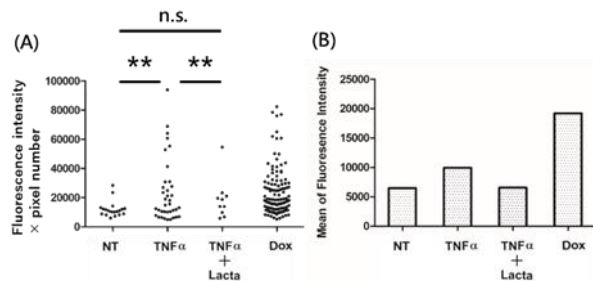 n.s.
(A)
** **
Fluorescence intensity
× pixel number
100000
80000
60000
40000
20000
0
NT TNFα TNFα Dox
+
Lacta
(B)
Mean of Fluoresence Intensity
25000
20000
15000
10000
5000
0
NT TNFα TNFα Dox
+
Lacta